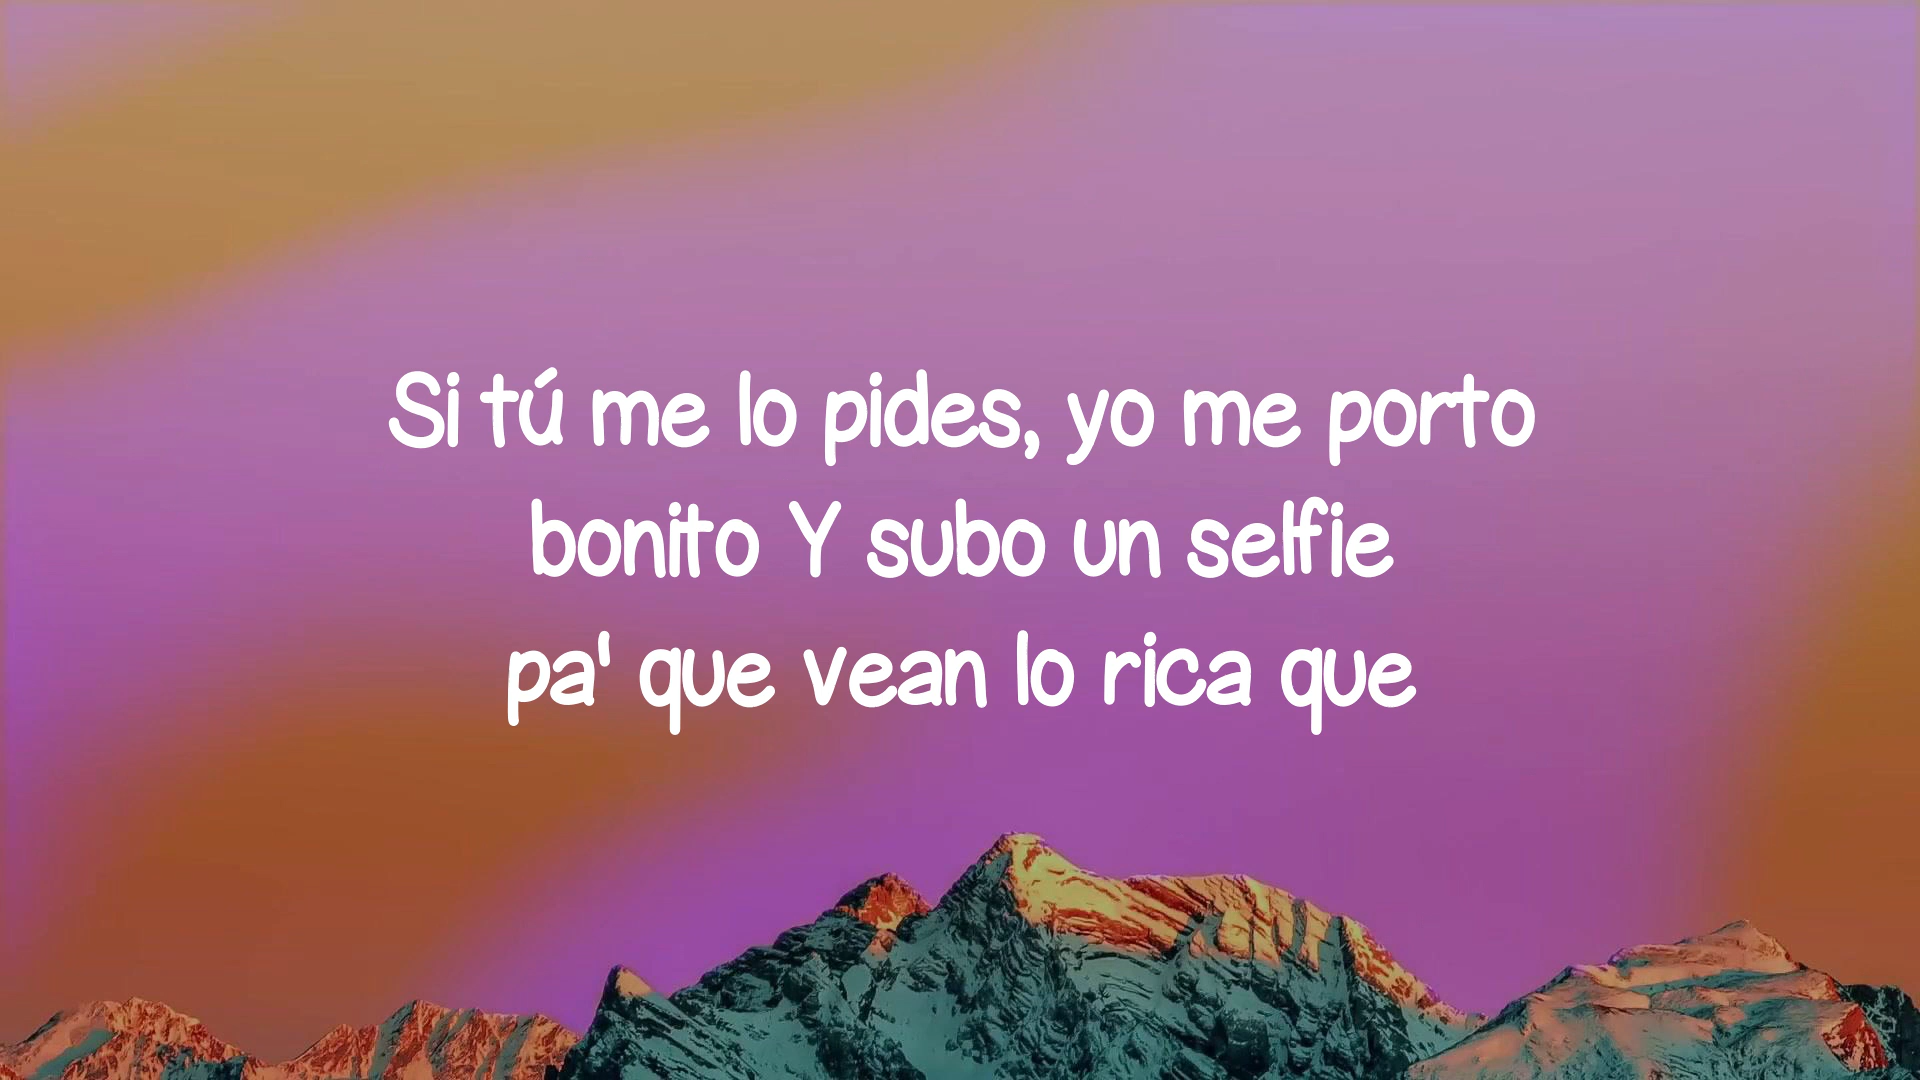 Si tú me lo pides, yo me porto
bonito Y subo un selfie
pa' que vean lo rica que